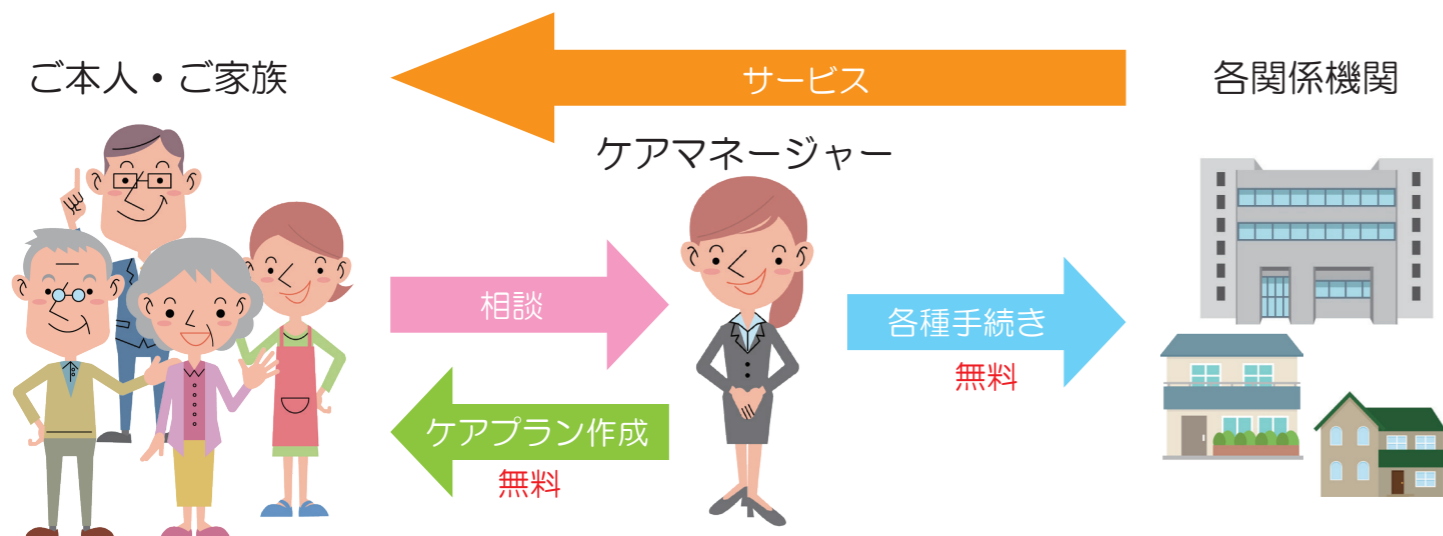 サービス
ご本人・ご家族
各関係機関
ケアマネージャー
相談
各種手続き
無料
ケアプラン作成
無料